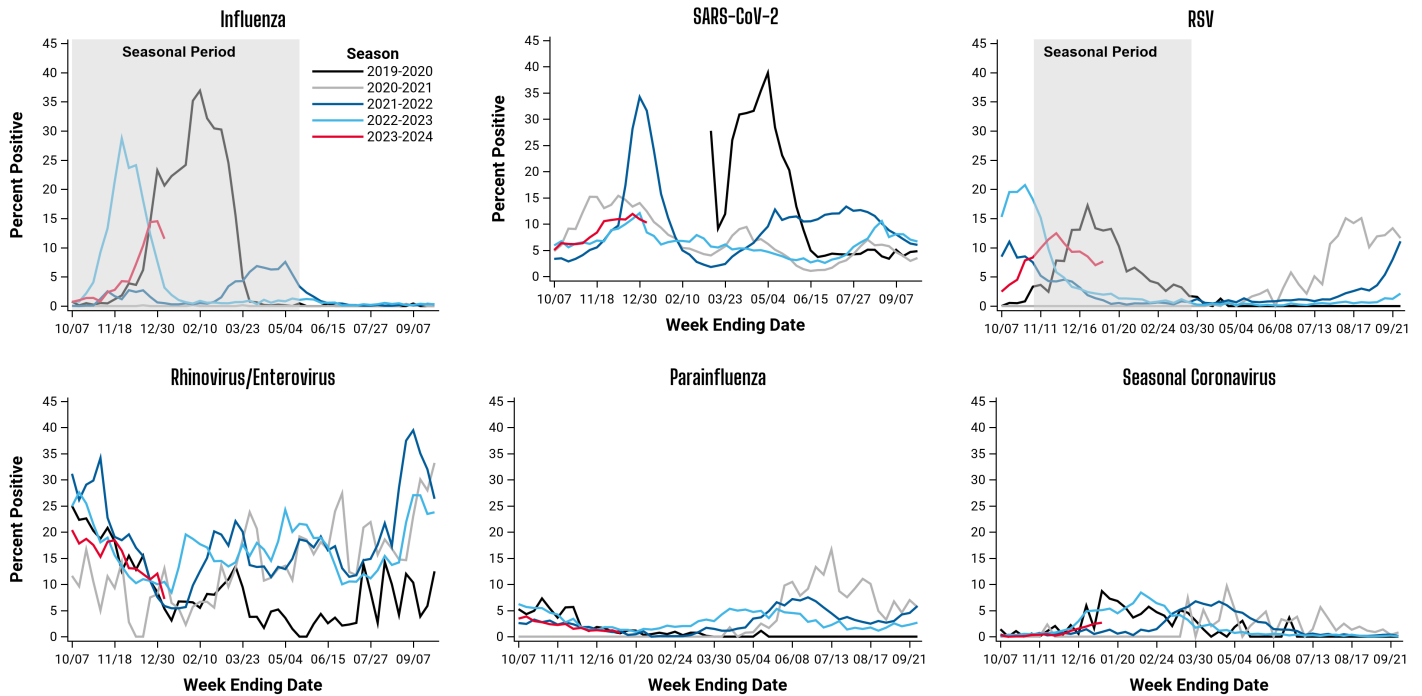 Influenza
Percent Positive
45
40
35
30
25
20
15
10
5
0
Seasonal Period
Season
2019-2020
2020-2021
2021-2022
2022-2023
2023-2024
10/07 11/18 12/30 02/10 03/23 05/04 06/15 07/27 09/07
SARS-CoV-2
Percent Positive
45
40
35
30
25
20
15
10
5
0
10/07 11/18 12/30 02/10 03/23 05/04 06/15 07/27 09/07
Week Ending Date
RSV
45
40
35
30
25
20
15
10
5
0
Seasonal Period
10/07 11/11 12/16 01/20 02/24 03/30 05/04 06/08 07/13 08/17 09/21
Rhinovirus/Enterovirus
Percent Positive
45
40
35
30
25
20
15
10
5
0
10/07 11/18 12/30 02/10 03/23 05/04 06/15 07/27 09/07
Week Ending Date
Parainfluenza
45
40
35
30
25
20
15
10
5
0
10/07 11/11 12/16 01/20 02/24 03/30 05/04 06/08 07/13 08/17 09/21
Week Ending Date
Seasonal Coronavirus
45
40
35
30
25
20
15
10
5
0
10/07 11/11 12/16 01/20 02/24 03/30 05/04 06/08 07/13 08/17 09/21
Week Ending Date